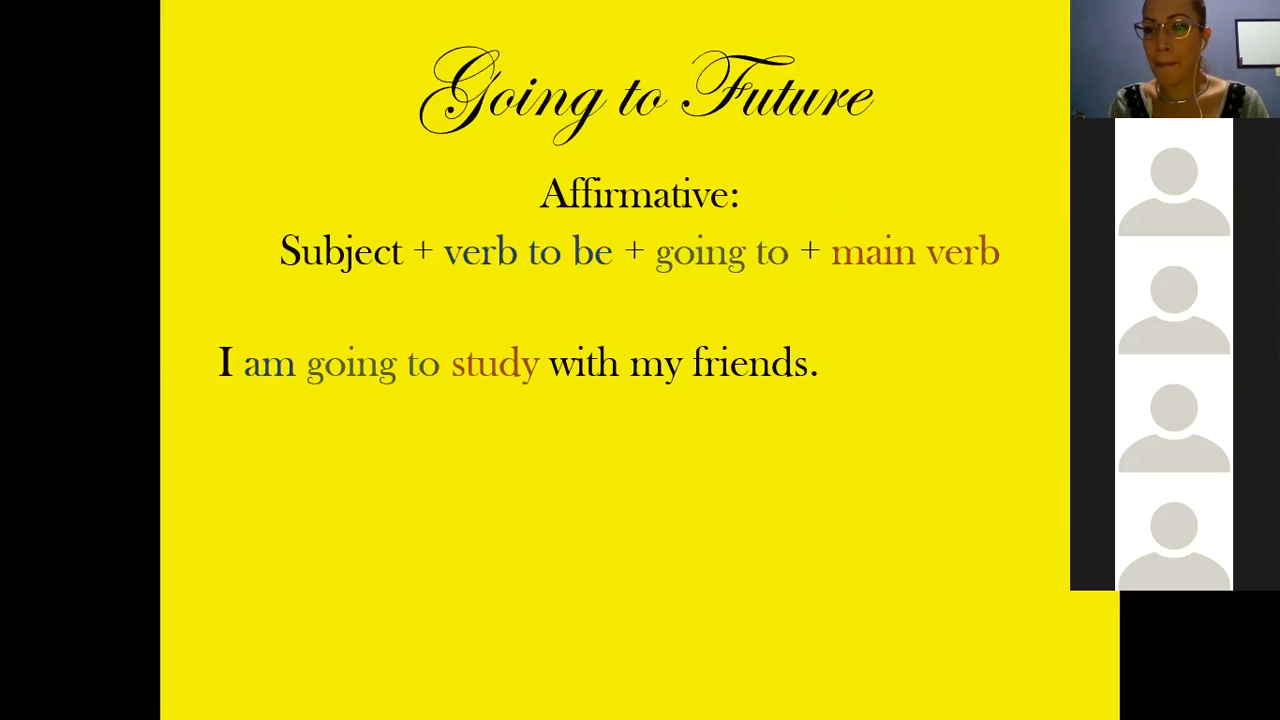 Going to Future
Affirmative:
Subject + verb to be + going to + main verb
I am going to study with my friends.